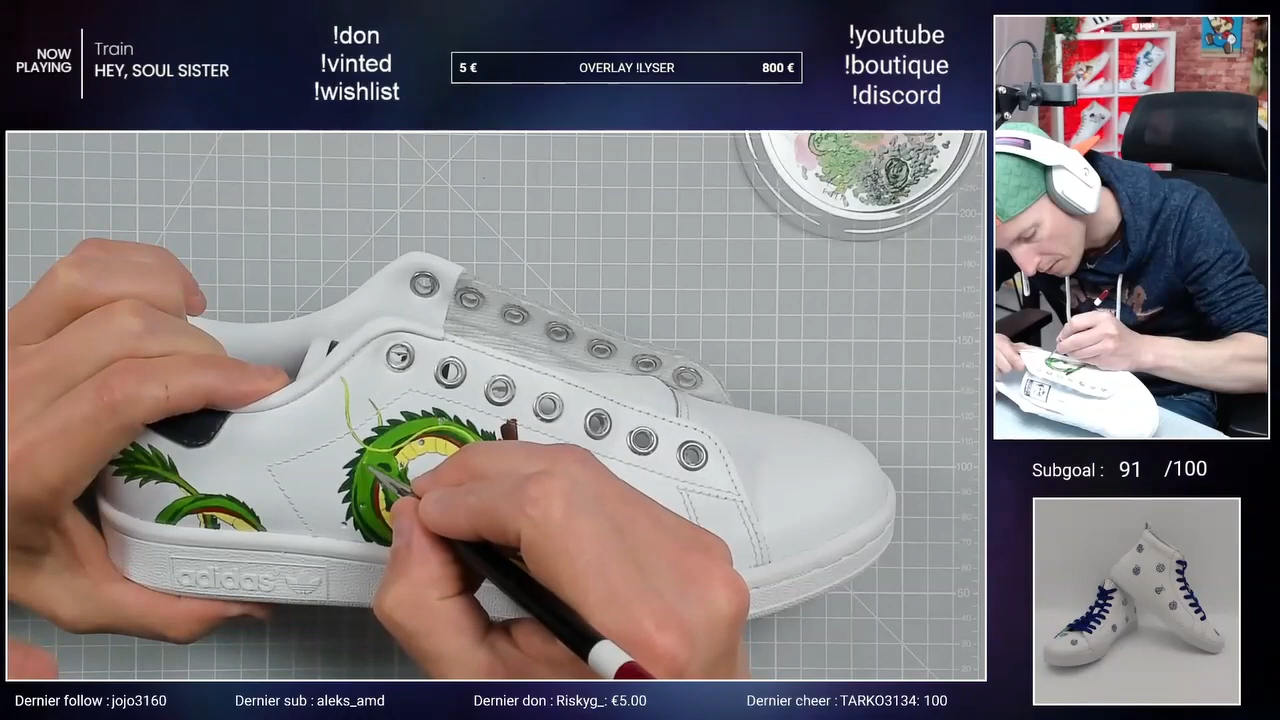 NOW
PLAYING
Train
HEY, SOUL SISTER
!don
!vinted
!wishlist
5 €
OVERLAY !LYSER
800 €
!youtube
!boutique
!discord
adidas
Subgoal :
91
/100
Dernier follow : jojo3160
Dernier sub : aleks_amd
Dernier don : Riskyg_: €5.00
Dernier cheer : TARKO3134: 100